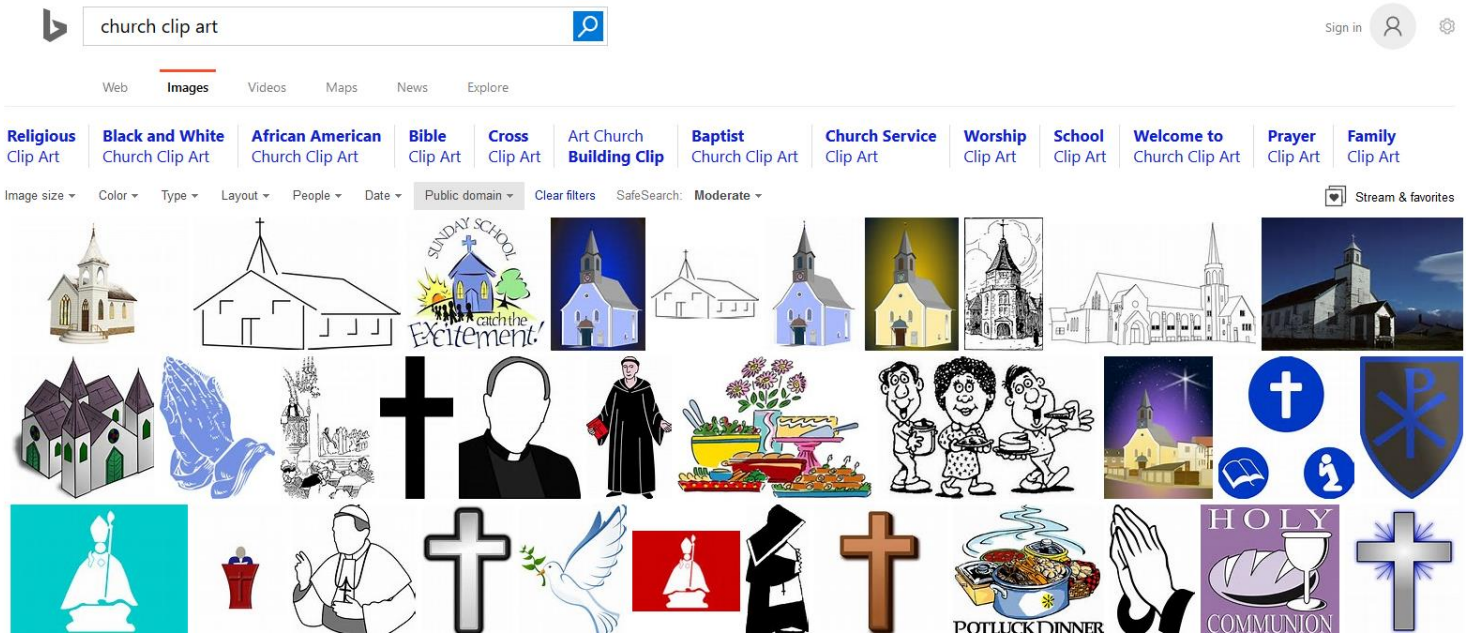 church clip art
Sign in
Web Images Videos Maps News Explore
Religious Clip Art
Black and White Church Clip Art
African American Church Clip Art
Bible Clip Art
Cross Clip Art
Art Church Building Clip
Baptist Church Clip Art
Church Service Clip Art
Worship Clip Art
School Clip Art
Welcome to Church Clip Art
Prayer Clip Art
Family Clip Art
Image size Color Type Layout People Date Public domain Clear filters SafeSearch: Moderate Stream & favorites
SUNDAY SCHOOL
catch the
Excitement!
P
POTLUCK DINNER
HOLY
COMMUNION